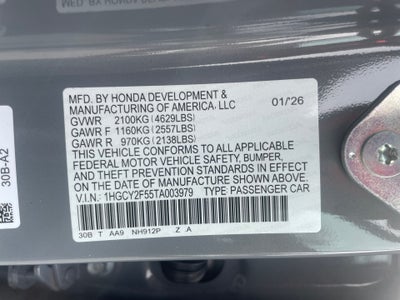 MFD. BY HONDA DEVELOPMENT &
MANUFACTURING OF AMERICA, LLC
01/'26
GVWR 2100KG (4629LBS)
GAWR F 1160KG (2557LBS)
GAWR R 970KG (2138LBS)
THIS VEHICLE CONFORMS TO ALL APPLICABLE
FEDERAL MOTOR VEHICLE SAFETY, BUMPER,
AND THEFT PREVENTION STANDARDS IN EFFECT
ON THE DATE OF MANUFACTURE SHOWN ABOVE.
V.I.N.: 1HGCY2F55TA003979 TYPE: PASSENGER CAR
30B T AA9 NH912P Z .A
30B-A2